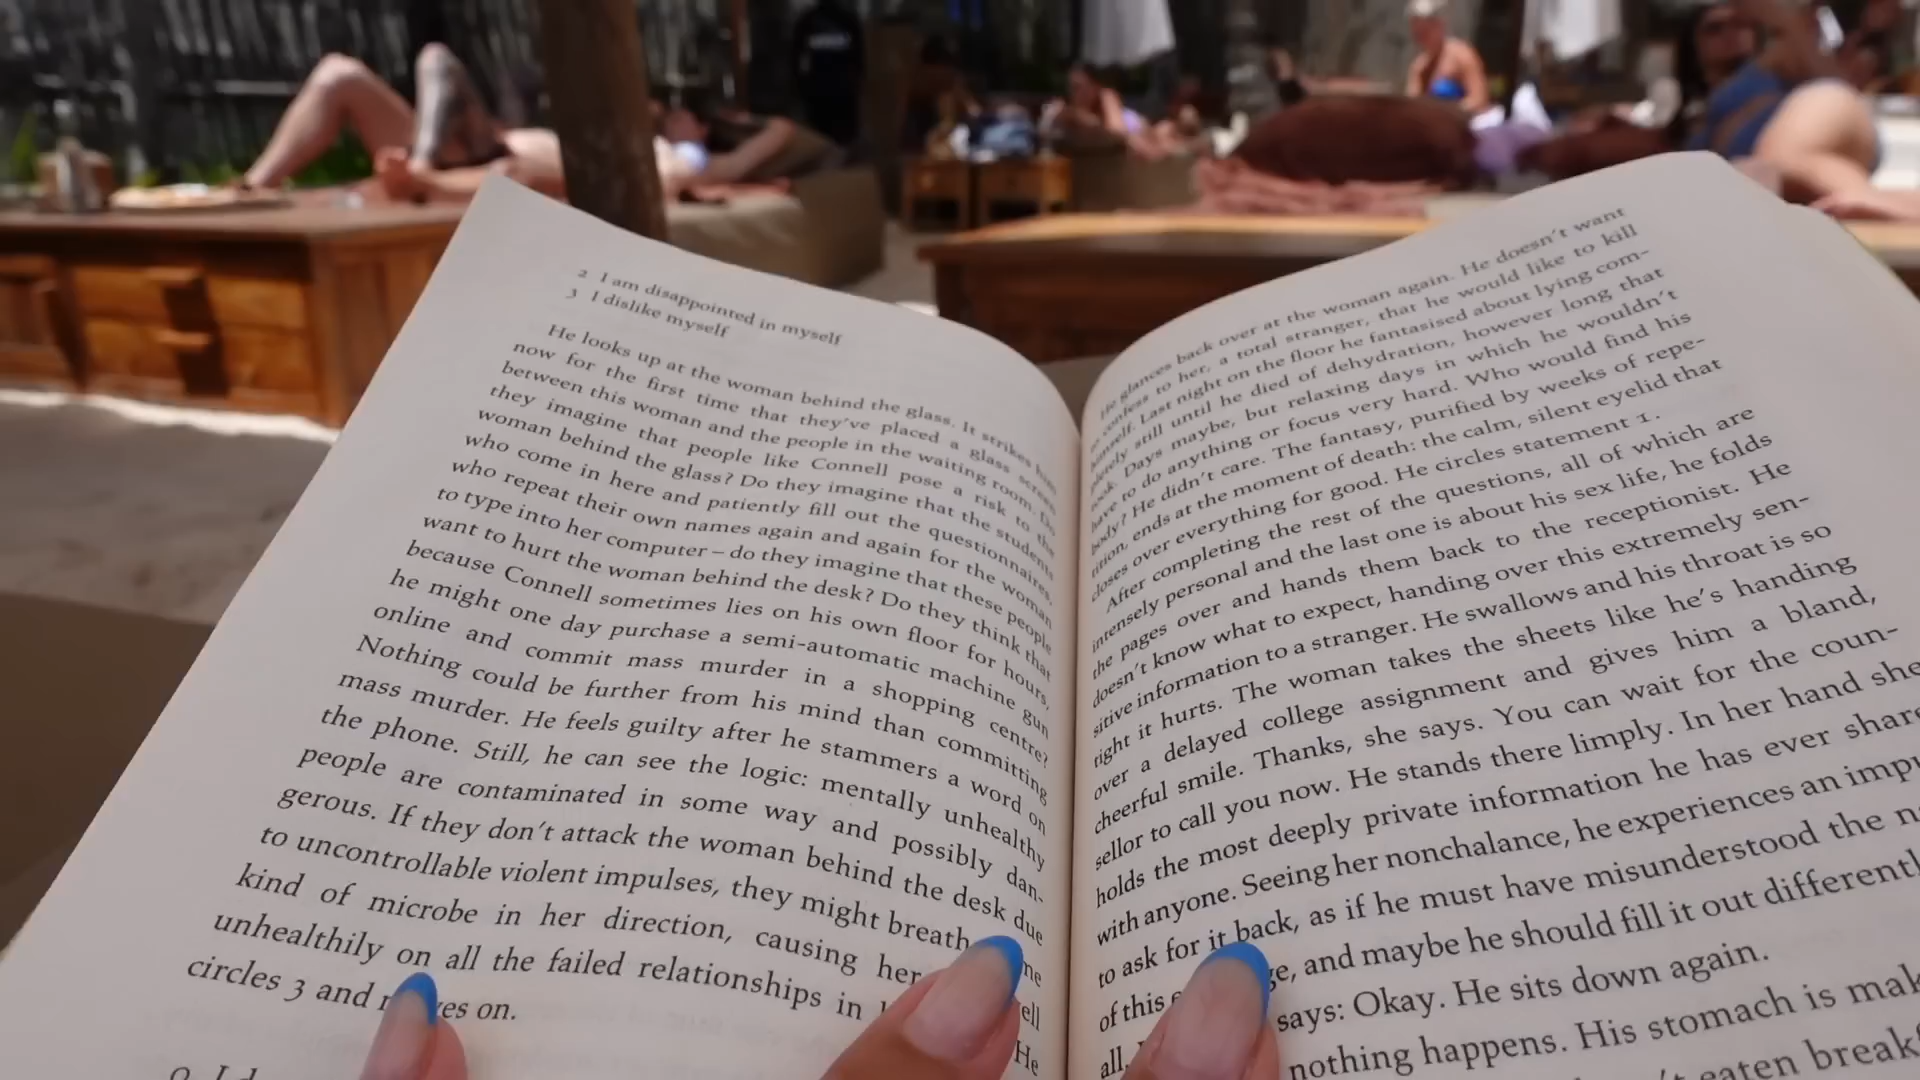 2 I am disappointed in myself
3 I dislike myself
He looks up at the woman behind the glass. It strikes him
now for the first time that they've placed a glass screen
between this woman and the people in the waiting room. Do
they imagine that people like Connell pose a risk to the
woman behind the glass? Do they imagine that the students
who come in here and patiently fill out the questionnaires,
who repeat their own names again and again for the woman
to type into her computer – do they imagine that these people
want to hurt the woman behind the desk? Do they think that
because Connell sometimes lies on his own floor for hours,
he might one day purchase a semi-automatic machine gun
online and commit mass murder in a shopping centre?
Nothing could be further from his mind than committing
mass murder. He feels guilty after he stammers a word on
the phone. Still, he can see the logic: mentally unhealthy
people are contaminated in some way and possibly dan-
gerous. If they don't attack the woman behind the desk due
to uncontrollable violent impulses, they might breath
kind of microbe in her direction, causing her
unhealthily on all the failed relationships in
circles 3 and
He glances back over at the woman again. He doesn't want
to confess to her, a total stranger, that he would like to kill
himself. Last night on the floor he fantasised about lying com-
pletely still until he died of dehydration, however long that
took. Days maybe, but relaxing days in which he wouldn't
have to do anything or focus very hard. Who would find his
body? He didn't care. The fantasy, purified by weeks of repe-
tition, ends at the moment of death: the calm, silent eyelid that
closes over everything for good. He circles statement 1.
After completing the rest of the questions, all of which are
intensely personal and the last one is about his sex life, he folds
the pages over and hands them back to the receptionist. He
doesn't know what to expect, handing over this extremely sen-
sitive information to a stranger. He swallows and his throat is so
tight it hurts. The woman takes the sheets like he's handing
over a delayed college assignment and gives him a bland,
cheerful smile. Thanks, she says. You can wait for the coun-
sellor to call you now. He stands there limply. In her hand she
holds the most deeply private information he has ever share
with anyone. Seeing her nonchalance, he experiences an impu
to ask for it back, as if he must have misunderstood the n
of this e ge, and maybe he should fill it out different
says: Okay. He sits down again.
all. nothing happens. His stomach is mak
eaten break